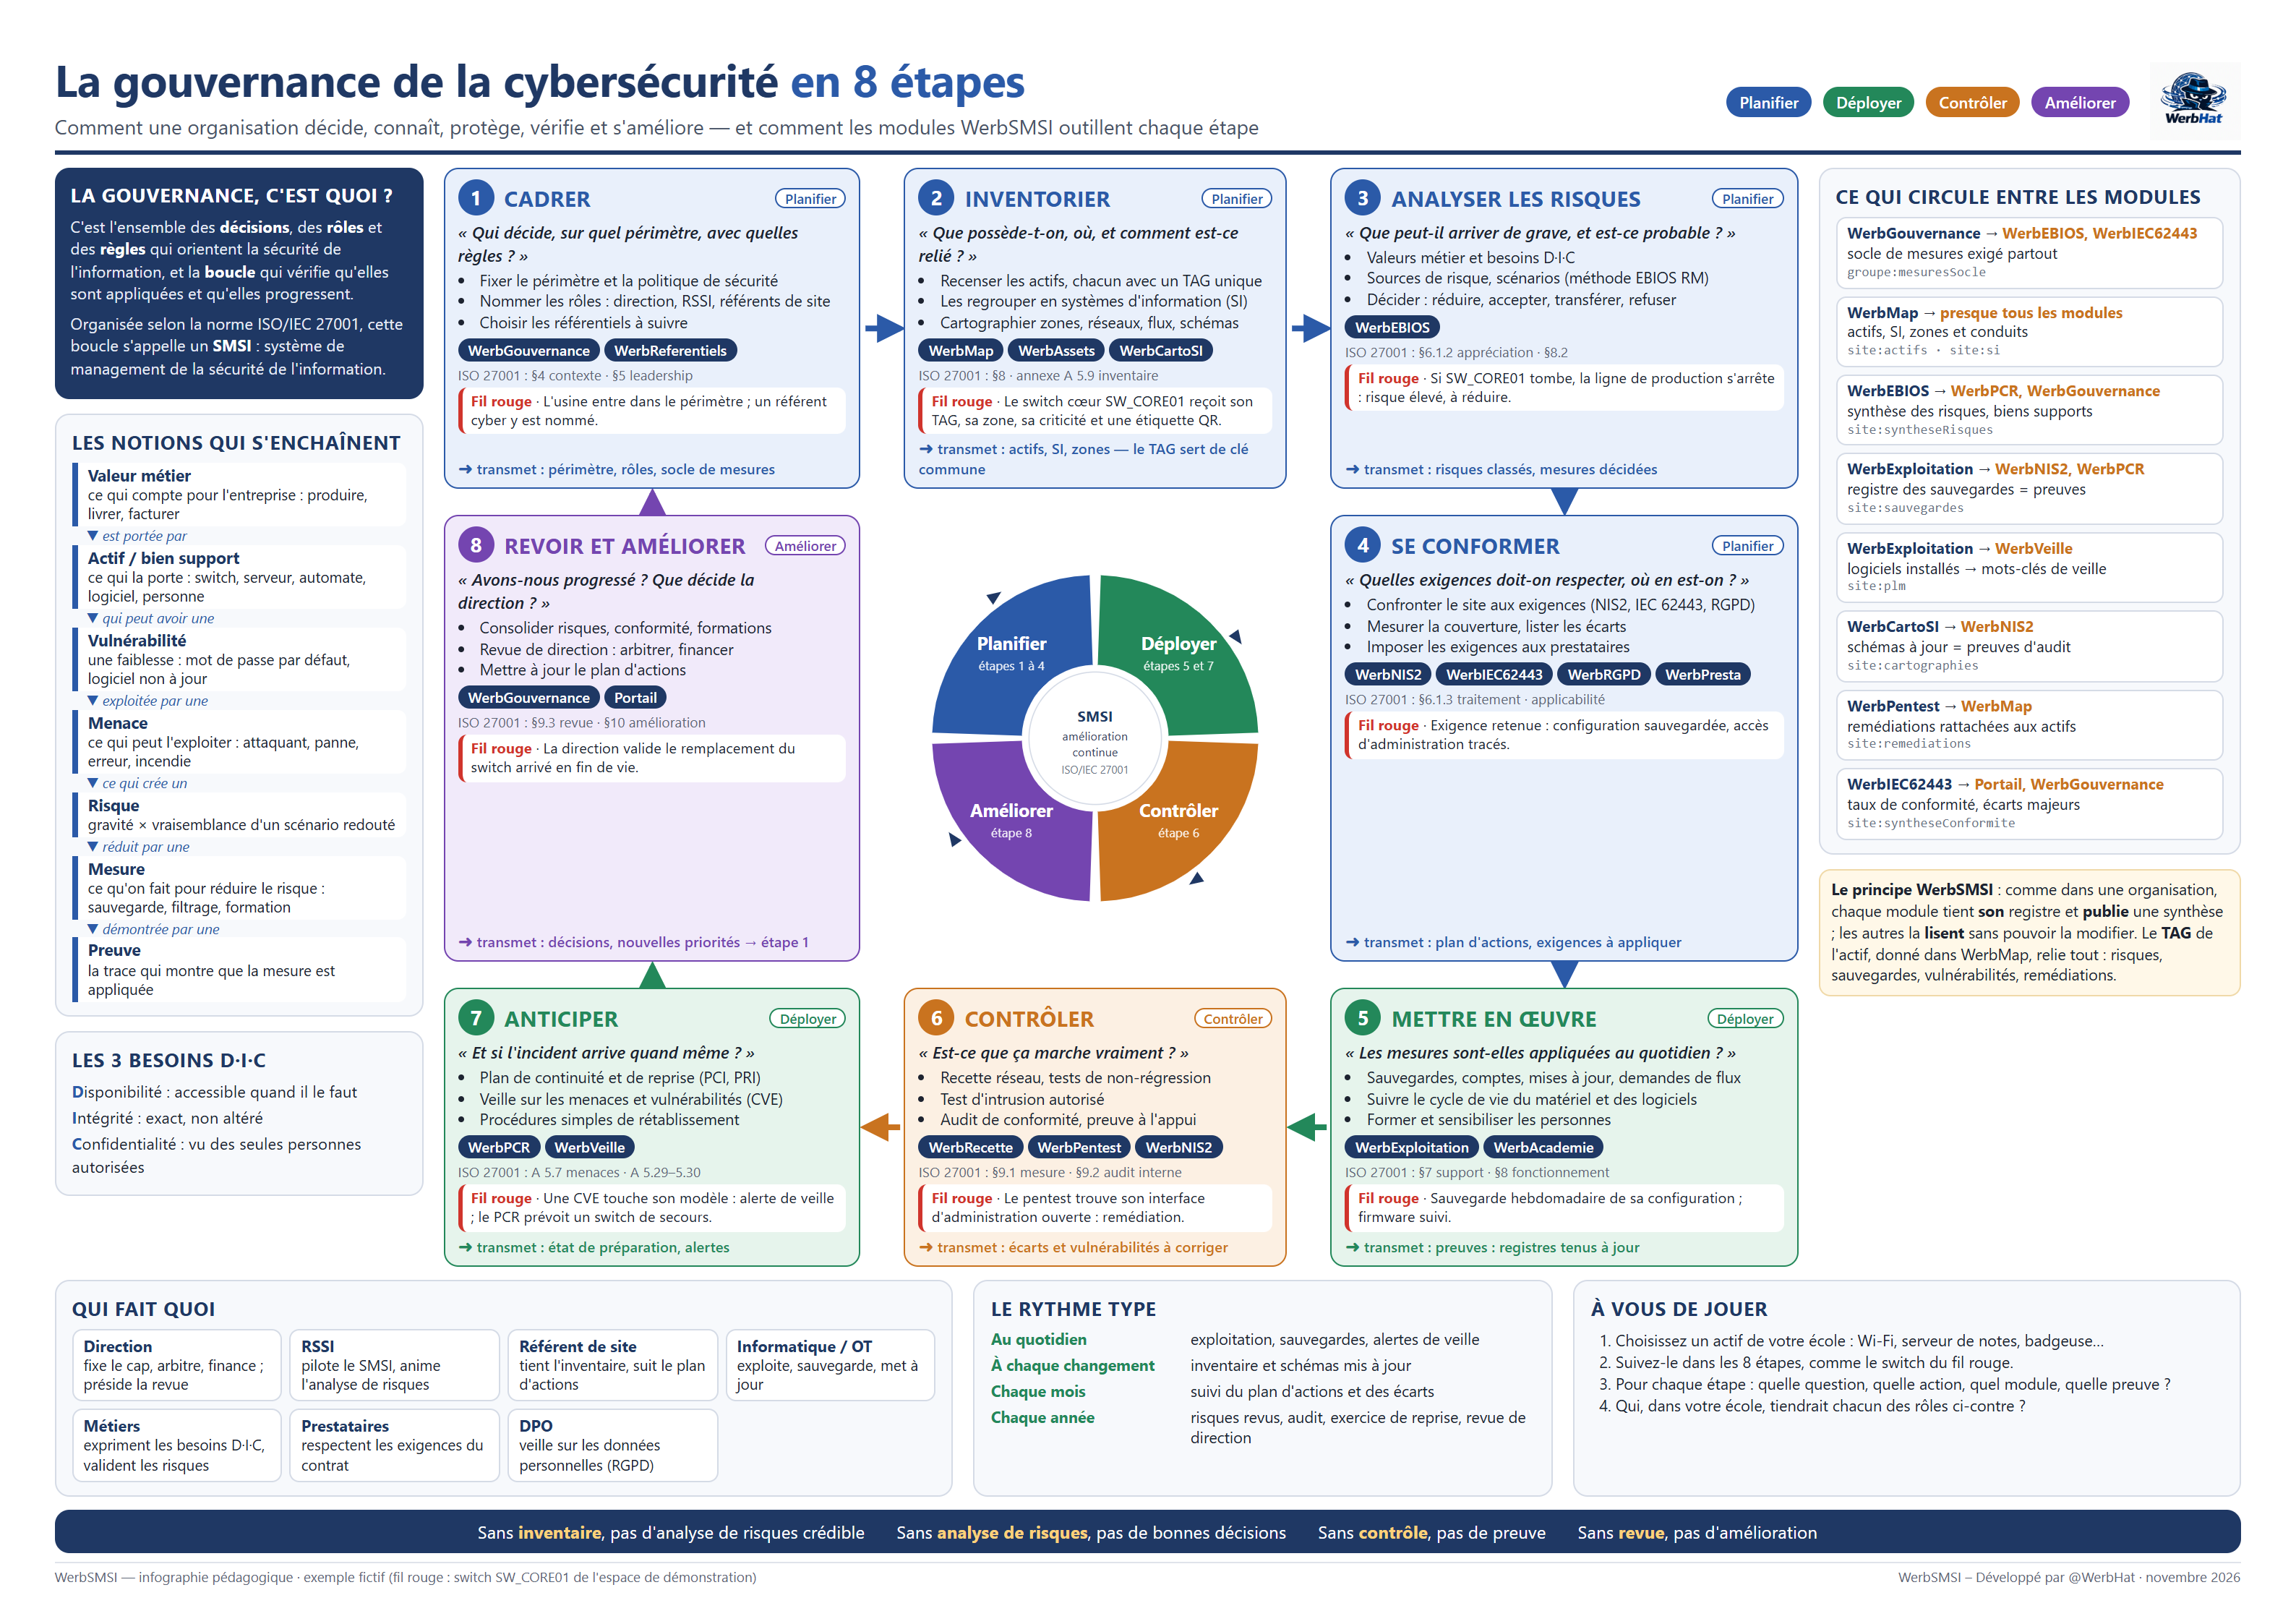 La gouvernance de la cybersécurité en 8 étapes
Comment une organisation décide, connaît, protège, vérifie et s'améliore — et comment les modules WerbSMSI outillent chaque étape
Planifier
Déployer
Contrôler
Améliorer
WerbHat
LA GOUVERNANCE, C'EST QUOI ?
C'est l'ensemble des décisions, des rôles et
des règles qui orientent la sécurité de
l'information, et la boucle qui vérifie qu'elles
sont appliquées et qu'elles progressent.
Organisée selon la norme ISO/IEC 27001, cette
boucle s'appelle un SMSI : système de
management de la sécurité de l'information.
LES NOTIONS QUI S'ENCHAÎNENT
Valeur métier
ce qui compte pour l'entreprise : produire,
livrer, facturer
▼ est portée par
Actif / bien support
ce qui la porte : switch, serveur, automate,
logiciel, personne
▼ qui peut avoir une
Vulnérabilité
une faiblesse : mot de passe par défaut,
logiciel non à jour
▼ exploitée par une
Menace
ce qui peut l'exploiter : attaquant, panne,
erreur, incendie
▼ ce qui crée un
Risque
gravité × vraisemblance d'un scénario redouté
▼ réduit par une
Mesure
ce qu'on fait pour réduire le risque :
sauvegarde, filtrage, formation
▼ démontrée par une
Preuve
la trace qui montre que la mesure est
appliquée
LES 3 BESOINS D·I·C
Disponibilité : accessible quand il le faut
Intégrité : exact, non altéré
Confidentialité : vu des seules personnes
autorisées
1 CADRER Planifier
« Qui décide, sur quel périmètre, avec quelles
règles ? »
• Fixer le périmètre et la politique de sécurité
• Nommer les rôles : direction, RSSI, référents de site
• Choisir les référentiels à suivre
WerbGouvernance WerbReferentiels
ISO 27001 : §4 contexte · §5 leadership
Fil rouge · L'usine entre dans le périmètre ; un référent
cyber y est nommé.
➜ transmet : périmètre, rôles, socle de mesures
2 INVENTORIER Planifier
« Que possède-t-on, où, et comment est-ce
relié ? »
• Recenser les actifs, chacun avec un TAG unique
• Les regrouper en systèmes d'information (SI)
• Cartographier zones, réseaux, flux, schémas
WerbMap WerbAssets WerbCartoSI
ISO 27001 : §8 · annexe A 5.9 inventaire
Fil rouge · Le switch cœur SW_CORE01 reçoit son
TAG, sa zone, sa criticité et une étiquette QR.
➜ transmet : actifs, SI, zones — le TAG sert de clé
commune
3 ANALYSER LES RISQUES Planifier
« Que peut-il arriver de grave, et est-ce probable ? »
• Valeurs métier et besoins D·I·C
• Sources de risque, scénarios (méthode EBIOS RM)
• Décider : réduire, accepter, transférer, refuser
WerbEBIOS
ISO 27001 : §6.1.2 appréciation · §8.2
Fil rouge · Si SW_CORE01 tombe, la ligne de production s'arrête
: risque élevé, à réduire.
➜ transmet : risques classés, mesures décidées
8 REVOIR ET AMÉLIORER Améliorer
« Avons-nous progressé ? Que décide la
direction ? »
• Consolider risques, conformité, formations
• Revue de direction : arbitrer, financer
• Mettre à jour le plan d'actions
WerbGouvernance Portail
ISO 27001 : §9.3 revue · §10 amélioration
Fil rouge · La direction valide le remplacement du
switch arrivé en fin de vie.
➜ transmet : décisions, nouvelles priorités → étape 1
Planifier
étapes 1 à 4
Déployer
étapes 5 et 7
SMSI
amélioration
continue
ISO/IEC 27001
Améliorer
étape 8
Contrôler
étape 6
4 SE CONFORMER Planifier
« Quelles exigences doit-on respecter, où en est-on ? »
• Confronter le site aux exigences (NIS2, IEC 62443, RGPD)
• Mesurer la couverture, lister les écarts
• Imposer les exigences aux prestataires
WerbNIS2 WerbIEC62443 WerbRGPD WerbPresta
ISO 27001 : §6.1.3 traitement · applicabilité
Fil rouge · Exigence retenue : configuration sauvegardée, accès
d'administration tracés.
➜ transmet : plan d'actions, exigences à appliquer
7 ANTICIPER Déployer
« Et si l'incident arrive quand même ? »
• Plan de continuité et de reprise (PCI, PRI)
• Veille sur les menaces et vulnérabilités (CVE)
• Procédures simples de rétablissement
WerbPCR WerbVeille
ISO 27001 : A 5.7 menaces · A 5.29–5.30
Fil rouge · Une CVE touche son modèle : alerte de veille
; le PCR prévoit un switch de secours.
➜ transmet : état de préparation, alertes
6 CONTRÔLER Contrôler
« Est-ce que ça marche vraiment ? »
• Recette réseau, tests de non-régression
• Test d'intrusion autorisé
• Audit de conformité, preuve à l'appui
WerbRecette WerbPentest WerbNIS2
ISO 27001 : §9.1 mesure · §9.2 audit interne
Fil rouge · Le pentest trouve son interface
d'administration ouverte : remédiation.
➜ transmet : écarts et vulnérabilités à corriger
5 METTRE EN ŒUVRE Déployer
« Les mesures sont-elles appliquées au quotidien ? »
• Sauvegardes, comptes, mises à jour, demandes de flux
• Suivre le cycle de vie du matériel et des logiciels
• Former et sensibiliser les personnes
WerbExploitation WerbAcademie
ISO 27001 : §7 support · §8 fonctionnement
Fil rouge · Sauvegarde hebdomadaire de sa configuration ;
firmware suivi.
➜ transmet : preuves : registres tenus à jour
CE QUI CIRCULE ENTRE LES MODULES
WerbGouvernance → WerbEBIOS, WerbIEC62443
socle de mesures exigé partout
groupe:mesuresSocle
WerbMap → presque tous les modules
actifs, SI, zones et conduits
site:actifs · site:si
WerbEBIOS → WerbPCR, WerbGouvernance
synthèse des risques, biens supports
site:syntheseRisques
WerbExploitation → WerbNIS2, WerbPCR
registre des sauvegardes = preuves
site:sauvegardes
WerbExploitation → WerbVeille
logiciels installés → mots-clés de veille
site:plm
WerbCartoSI → WerbNIS2
schémas à jour = preuves d'audit
site:cartographies
WerbPentest → WerbMap
remédiations rattachées aux actifs
site:remediations
WerbIEC62443 → Portail, WerbGouvernance
taux de conformité, écarts majeurs
site:syntheseConformite
Le principe WerbSMSI : comme dans une organisation,
chaque module tient son registre et publie une synthèse
; les autres la lisent sans pouvoir la modifier. Le TAG de
l'actif, donné dans WerbMap, relie tout : risques,
sauvegardes, vulnérabilités, remédiations.
QUI FAIT QUOI
Direction
fixe le cap, arbitre, finance ;
préside la revue
RSSI
pilote le SMSI, anime
l'analyse de risques
Référent de site
tient l'inventaire, suit le plan
d'actions
Informatique / OT
exploite, sauvegarde, met à
jour
Métiers
expriment les besoins D·I·C,
valident les risques
Prestataires
respectent les exigences du
contrat
DPO
veille sur les données
personnelles (RGPD)
LE RYTHME TYPE
Au quotidien exploitation, sauvegardes, alertes de veille
À chaque changement inventaire et schémas mis à jour
Chaque mois suivi du plan d'actions et des écarts
Chaque année risques revus, audit, exercice de reprise, revue de
direction
À VOUS DE JOUER
1. Choisissez un actif de votre école : Wi-Fi, serveur de notes, badgeuse…
2. Suivez-le dans les 8 étapes, comme le switch du fil rouge.
3. Pour chaque étape : quelle question, quelle action, quel module, quelle preuve ?
4. Qui, dans votre école, tiendrait chacun des rôles ci-contre ?
Sans inventaire, pas d'analyse de risques crédible Sans analyse de risques, pas de bonnes décisions Sans contrôle, pas de preuve Sans revue, pas d'amélioration
WerbSMSI — infographie pédagogique · exemple fictif (fil rouge : switch SW_CORE01 de l'espace de démonstration)
WerbSMSI – Développé par @WerbHat · novembre 2026